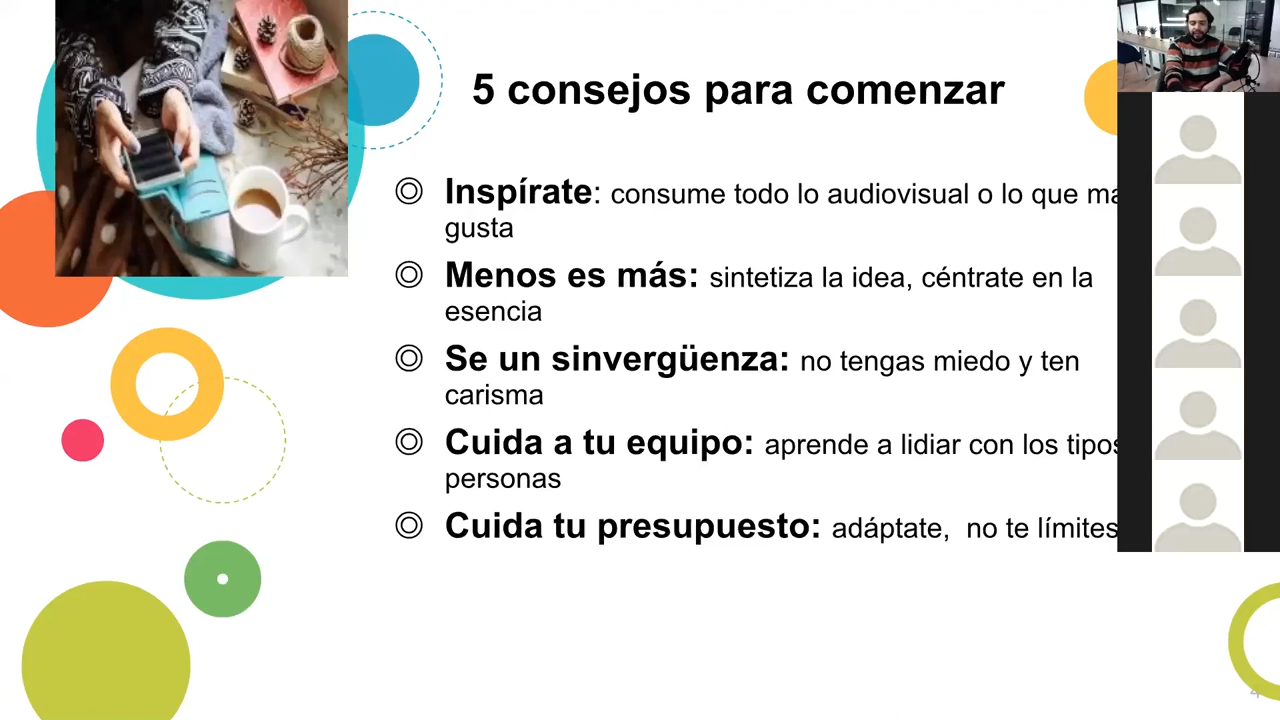 5 consejos para comenzar
Inspírate: consume todo lo audiovisual o lo que
gusta
Menos es más: sintetiza la idea, céntrate en la
esencia
Se un sinvergüenza: no tengas miedo y ten
carisma
Cuida a tu equipo: aprende a lidiar con los tipos
personas
Cuida tu presupuesto: adáptate, no te límites
4